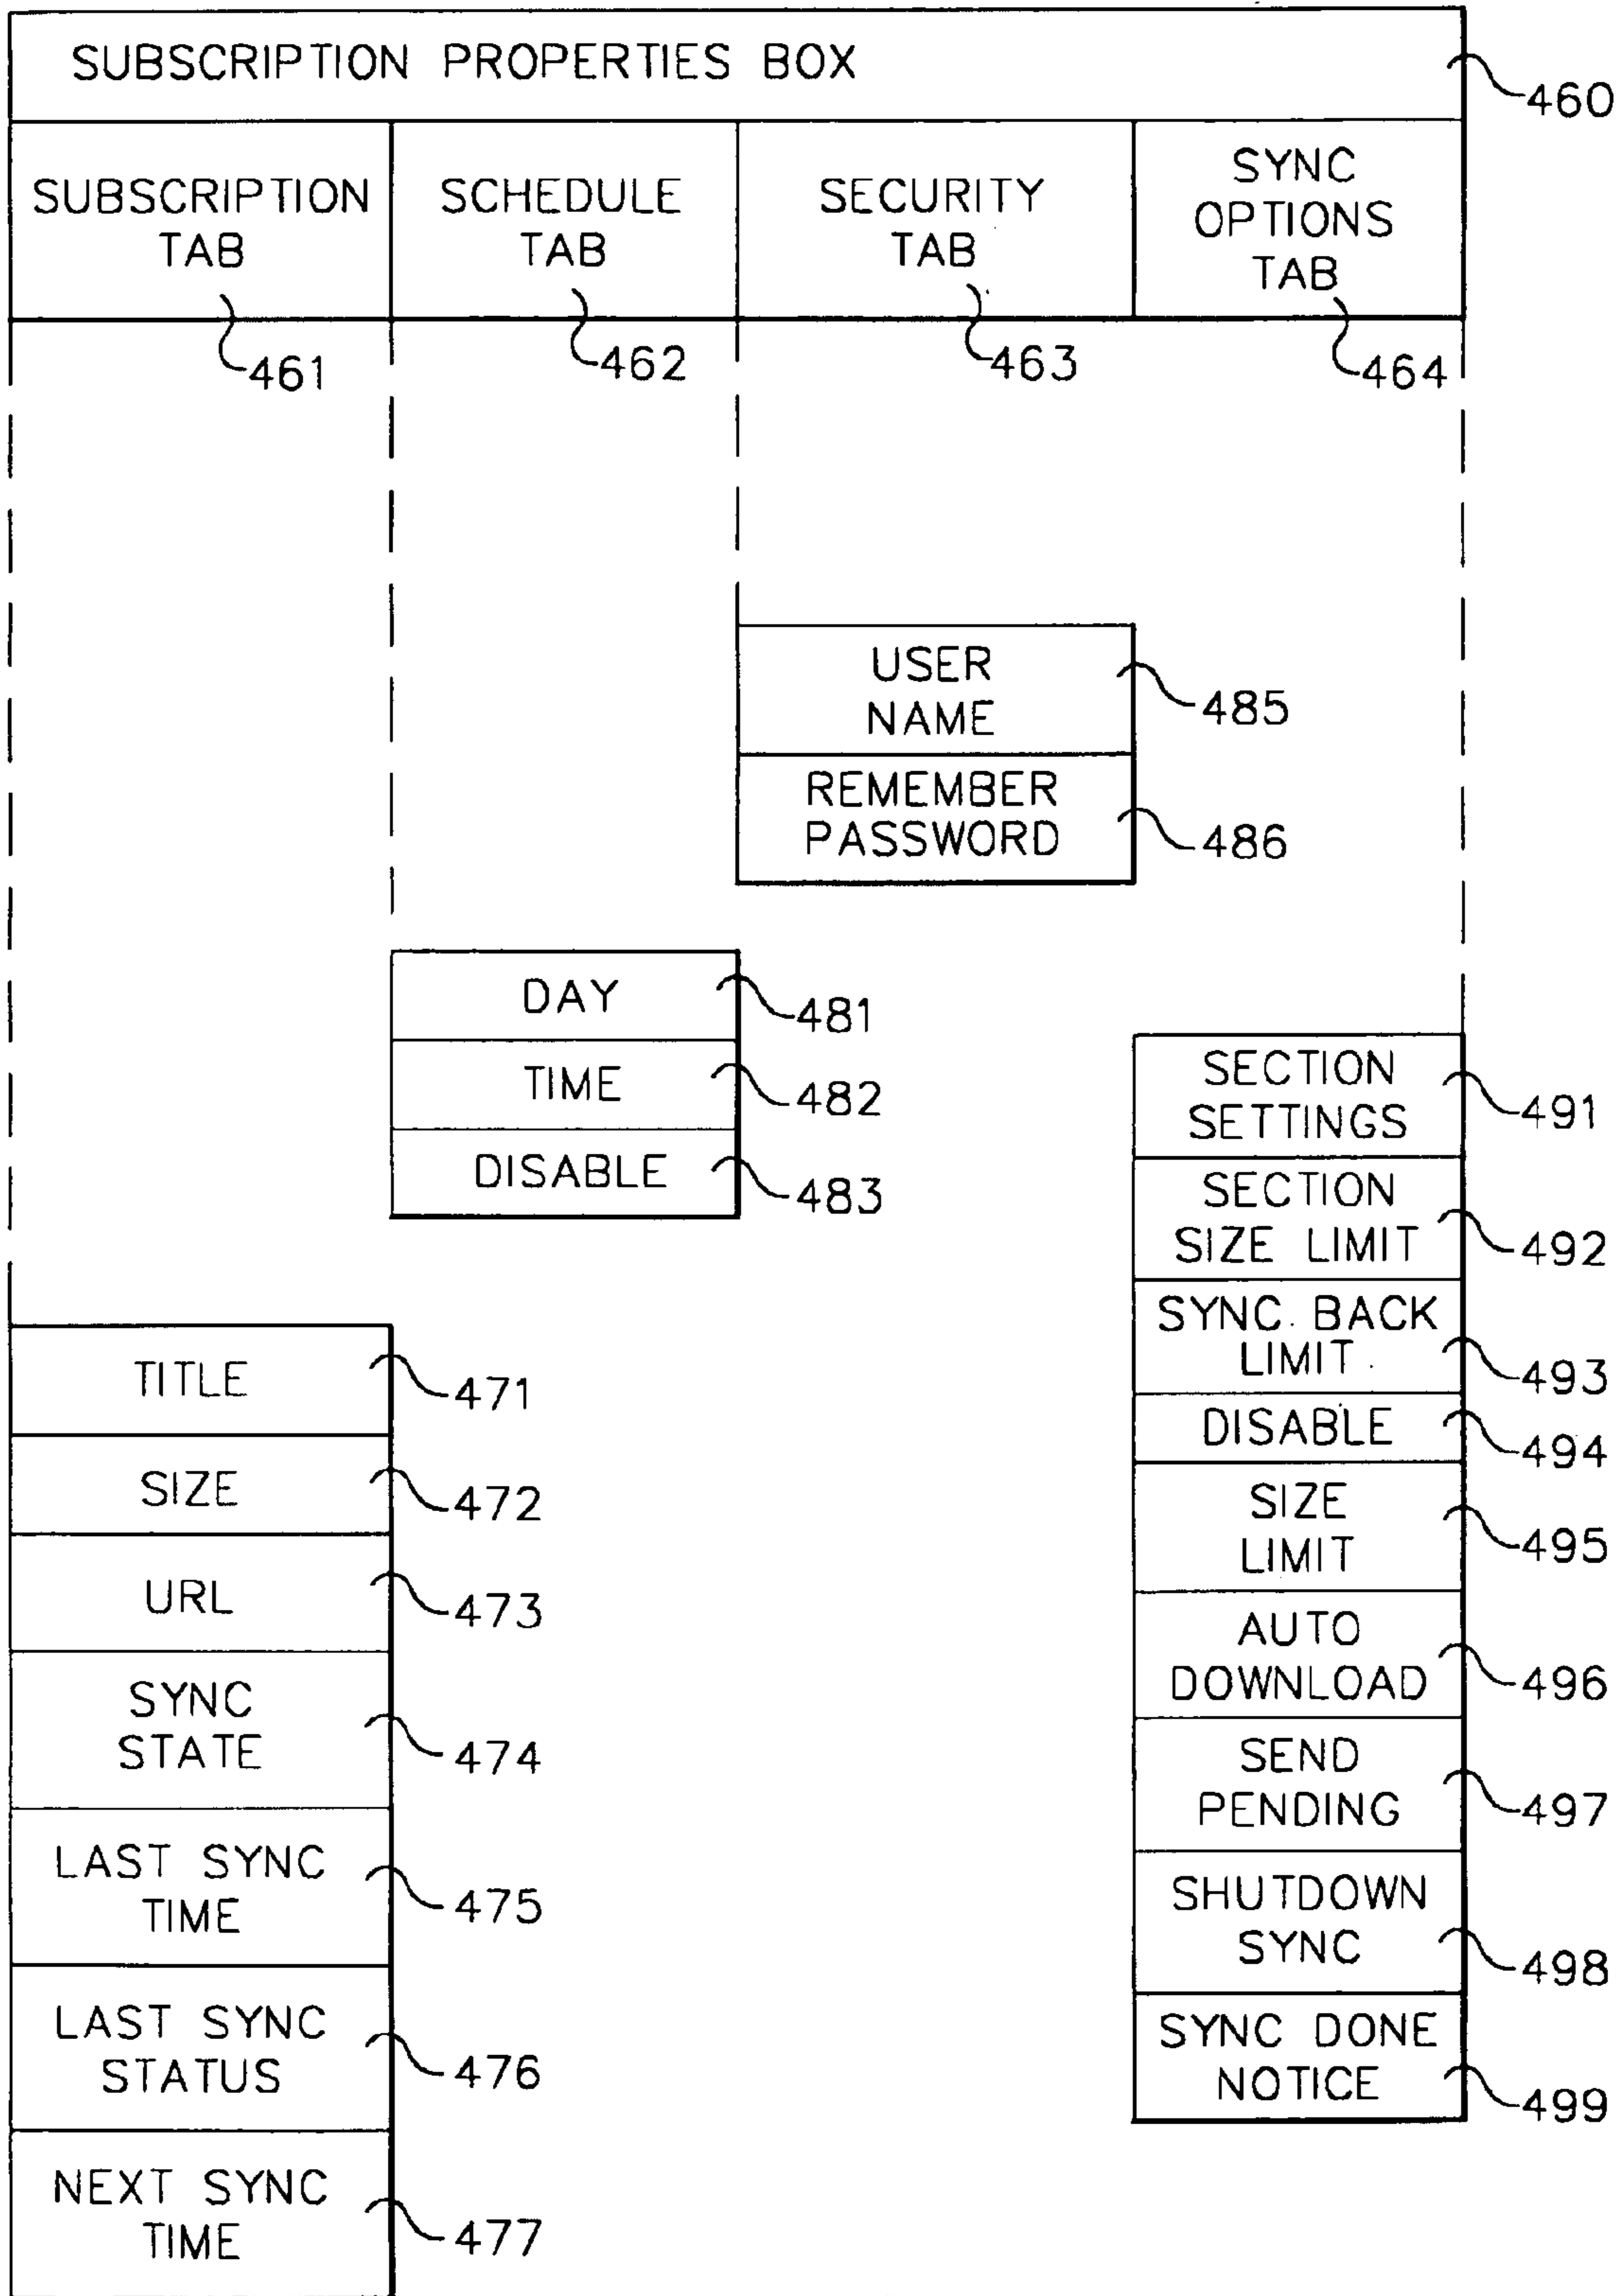 SUBSCRIPTION PROPERTIES BOX
460
SUBSCRIPTION
TAB
461
SCHEDULE
TAB
462
SECURITY
TAB
463
SYNC
OPTIONS
TAB
464
USER
NAME
485
REMEMBER
PASSWORD
486
DAY
481
TIME
482
DISABLE
483
SECTION
SETTINGS
491
SECTION
SIZE LIMIT
492
SYNC BACK
LIMIT
493
DISABLE
494
SIZE
LIMIT
495
AUTO
DOWNLOAD
496
SEND
PENDING
497
SHUTDOWN
SYNC
498
SYNC DONE
NOTICE
499
TITLE
471
SIZE
472
URL
473
SYNC
STATE
474
LAST SYNC
TIME
475
LAST SYNC
STATUS
476
NEXT SYNC
TIME
477